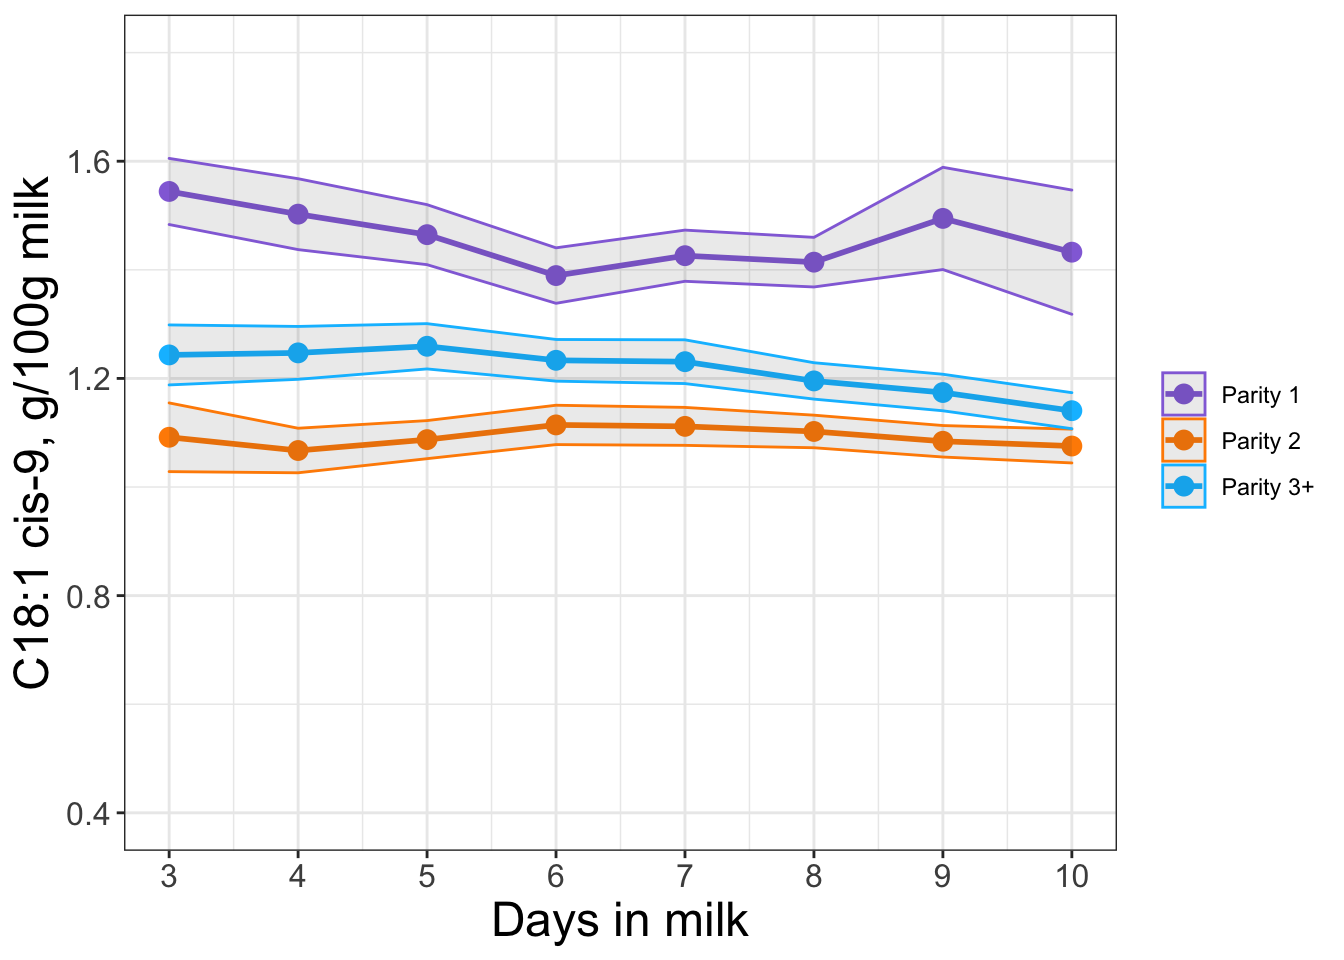 C18:1 cis-9, g/100g milk
1.6
1.2
0.8
0.4
3 4 5 6 7 8 9 10
Days in milk
Parity 1
Parity 2
Parity 3+